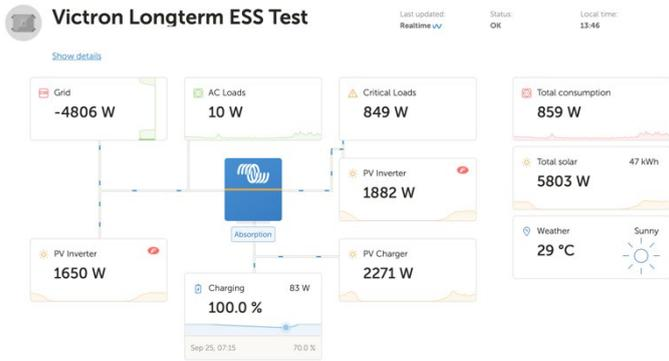 Victron Longterm ESS Test
Last updated:
Realtime
Status:
OK
Local time:
13:46
Show details
Grid
-4806 W
AC Loads
10 W
Critical Loads
849 W
Total consumption
859 W
PV Inverter
1882 W
Total solar
47 kWh
5803 W
Absorption
Weather
Sunny
29 °C
PV Inverter
1650 W
PV Charger
2271 W
Charging
83 W
100.0 %
Sep 25, 07:15
70.0 %